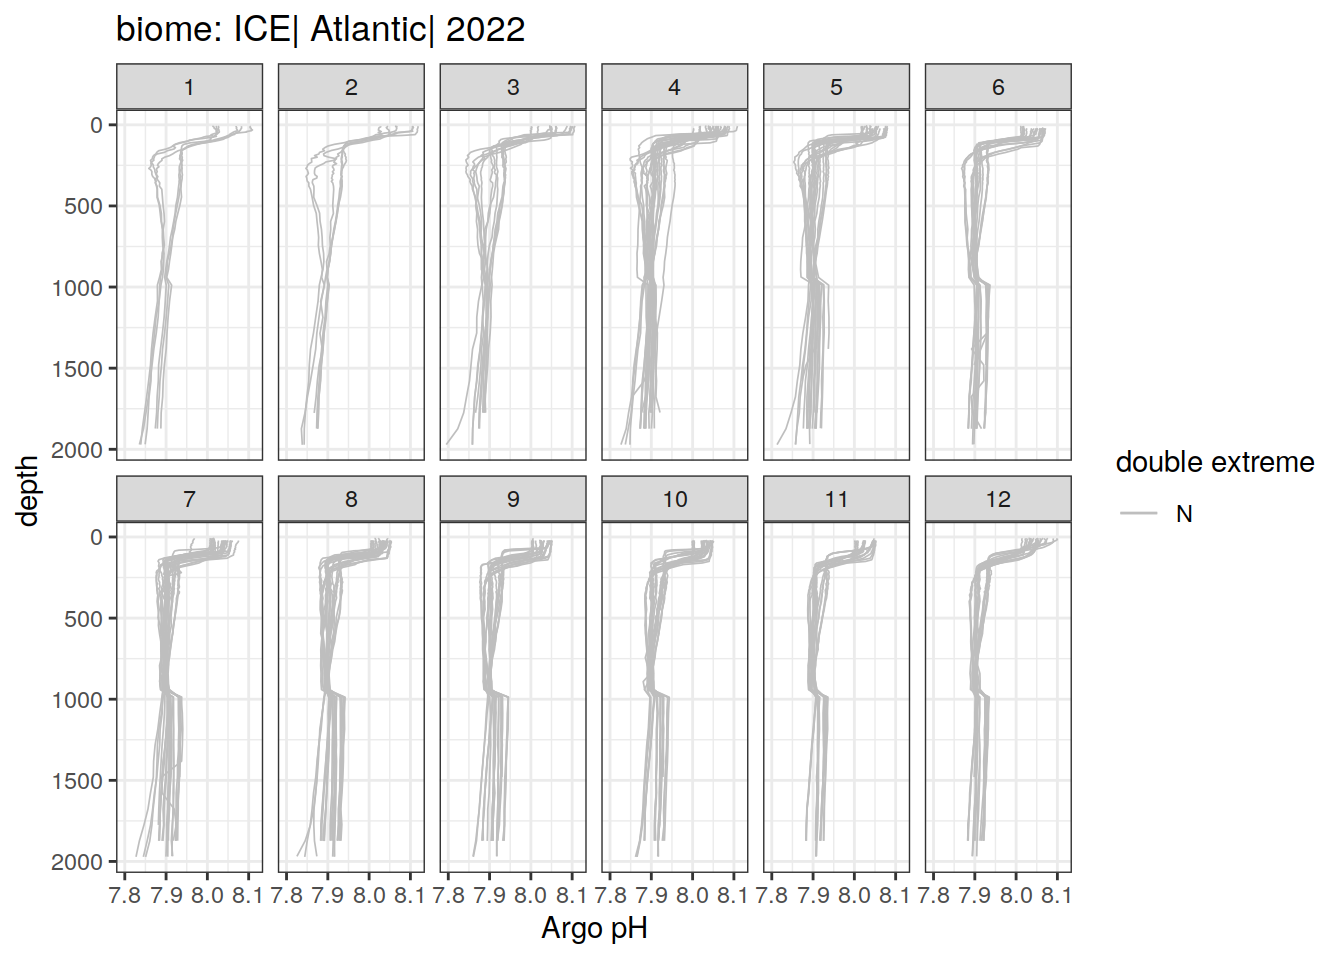 biome: ICE| Atlantic| 2022
1 2 3 4 5 6
0
500
1000
1500
2000
depth
7 8 9 10 11 12
0
500
1000
1500
2000
7.8 7.9 8.0 8.1 7.8 7.9 8.0 8.1 7.8 7.9 8.0 8.1 7.8 7.9 8.0 8.1 7.8 7.9 8.0 8.1 7.8 7.9 8.0 8.1
Argo pH
double extreme
N